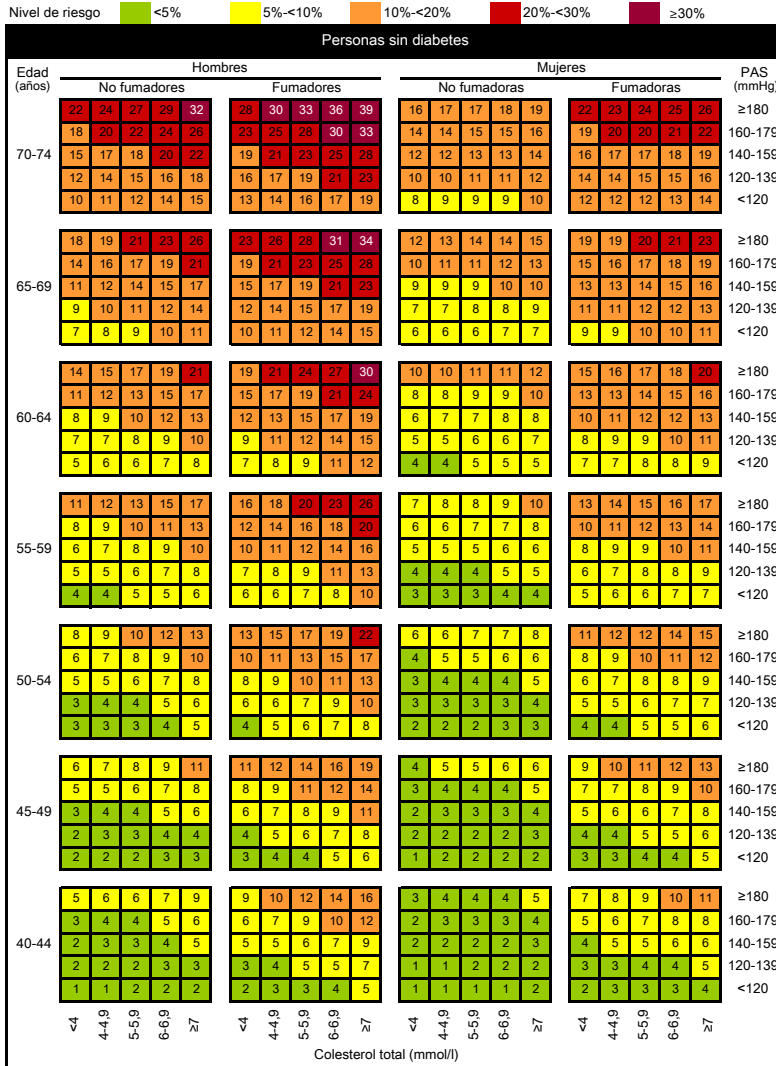 Nivel de riesgo <5% 5%-<10% 10%-<20% 20%-<30% ≥30%
Personas sin diabetes
Edad (años) Hombres Mujeres PAS (mmHg)
No fumadores Fumadores No fumadoras Fumadoras
22 24 27 29 32 28 30 33 36 39 16 17 17 18 19 22 23 24 25 26 ≥180
18 20 22 24 26 23 25 28 30 33 14 14 15 15 16 19 20 20 21 22 160-179
70-74 15 17 18 20 22 19 21 23 25 28 12 12 13 13 14 16 17 17 18 19 140-159
12 14 15 16 18 16 17 19 21 23 10 10 11 11 12 14 14 15 15 16 120-139
10 11 12 14 15 13 14 16 17 19 8 9 9 9 10 12 12 12 13 14 <120
18 19 21 23 26 23 26 28 31 34 12 13 14 14 15 19 19 20 21 23 ≥180
14 16 17 19 21 19 21 23 25 28 10 11 11 12 13 15 16 17 18 19 160-179
65-69 11 12 14 15 17 15 17 19 21 23 9 9 9 10 10 13 13 14 15 16 140-159
9 10 11 12 14 12 14 15 17 19 7 7 8 8 9 11 11 12 12 13 120-139
7 8 9 10 11 10 11 12 14 15 6 6 6 7 7 9 9 10 10 11 <120
14 15 17 19 21 19 21 24 27 30 10 10 11 11 12 15 16 17 18 20 ≥180
11 12 13 15 17 15 17 19 21 24 8 8 9 9 10 13 13 14 15 16 160-179
60-64 8 9 10 12 13 12 13 15 17 19 6 7 7 8 8 10 11 12 12 13 140-159
7 7 8 9 10 9 11 12 14 15 5 5 6 6 7 8 9 9 10 11 120-139
5 6 6 7 8 7 8 9 11 12 4 4 5 5 5 7 7 8 8 9 <120
11 12 13 15 17 16 18 20 23 26 7 8 8 9 10 13 14 15 16 17 ≥180
8 9 10 11 13 12 14 16 18 20 6 6 7 7 8 10 11 12 13 14 160-179
55-59 6 7 8 9 10 10 11 12 14 16 5 5 5 6 6 8 9 9 10 11 140-159
5 5 6 7 8 7 8 9 11 13 4 4 4 5 5 6 7 8 8 9 120-139
4 4 5 5 6 6 6 7 8 10 3 3 3 4 4 5 6 6 7 7 <120
8 9 10 12 13 13 15 17 19 22 6 6 7 7 8 11 12 12 14 15 ≥180
6 7 8 9 10 10 11 13 15 17 4 5 5 6 6 8 9 10 11 12 160-179
50-54 5 5 6 7 8 8 9 10 11 13 3 4 4 4 5 6 7 8 8 9 140-159
3 4 4 5 6 6 6 7 9 10 3 3 3 3 4 5 5 6 7 7 120-139
3 3 3 4 5 4 5 6 7 8 2 2 2 3 3 4 4 5 5 6 <120
6 7 8 9 11 11 12 14 16 19 4 5 5 6 6 9 10 11 12 13 ≥180
5 5 6 7 8 8 9 11 12 14 3 4 4 4 5 7 7 8 9 10 160-179
45-49 3 4 4 5 6 6 7 8 9 11 2 3 3 3 4 5 6 6 7 8 140-159
2 3 3 4 4 4 5 6 7 8 2 2 2 2 3 4 4 5 5 6 120-139
2 2 2 3 3 3 4 4 5 6 1 2 2 2 2 3 3 4 4 5 <120
5 6 6 7 9 9 10 12 14 16 3 4 4 4 5 7 8 9 10 11 ≥180
3 4 4 5 6 6 7 9 10 12 2 3 3 3 4 5 6 7 8 8 160-179
40-44 2 3 3 4 5 5 5 6 7 9 2 2 2 2 3 4 5 5 6 6 140-159
2 2 2 3 3 3 4 5 5 7 1 1 2 2 2 3 3 4 4 5 120-139
1 1 2 2 2 2 3 3 4 5 1 1 1 1 2 2 3 3 3 4 <120
<4 4-4,9 5-5,9 6-6,9 ≥7 <4 4-4,9 5-5,9 6-6,9 ≥7 <4 4-4,9 5-5,9 6-6,9 ≥7 <4 4-4,9 5-5,9 6-6,9 ≥7
Colesterol total (mmol/l)